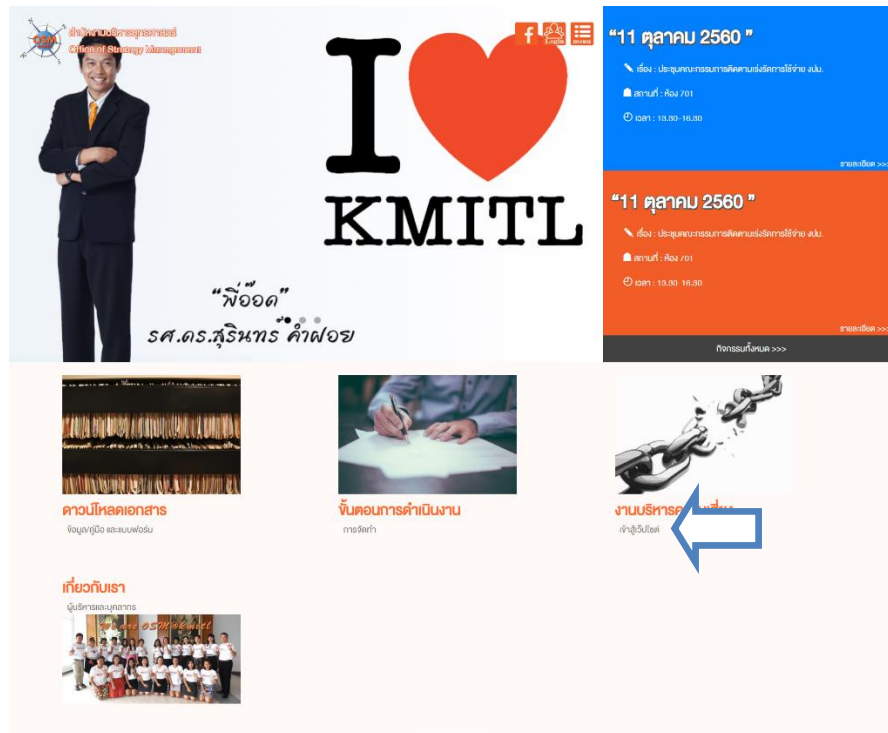 สำนักงานบริหารยุทธศาสตร์
Office of Strategy Management
OSM
f
Login
I
KMITL
“พี่อ๊อด”
รศ.ดร.สุรินทร์ คำฝอย
“11 ตุลาคม 2560 ”
เรื่อง : ประชุมคณะกรรมการติดตามเร่งรัดการใช้จ่าย งปม.
สถานที่ : ห้อง 701
เวลา : 13.30-16.30
รายละเอียด >>>
“11 ตุลาคม 2560 ”
เรื่อง : ประชุมคณะกรรมการติดตามเร่งรัดการใช้จ่าย งปม.
สถานที่ : ห้อง 701
เวลา : 13.30-16.30
รายละเอียด >>>
กิจกรรมทั้งหมด >>>
ดาวน์โหลดเอกสาร
ข้อมูล/คู่มือ และแบบฟอร์ม
ขั้นตอนการดำเนินงาน
การจัดทำ
งานบริหาร
เข้าสู่เว็ปไซต์
เกี่ยวกับเรา
ผู้บริหารและบุคลากร
We are OSM@kmitl